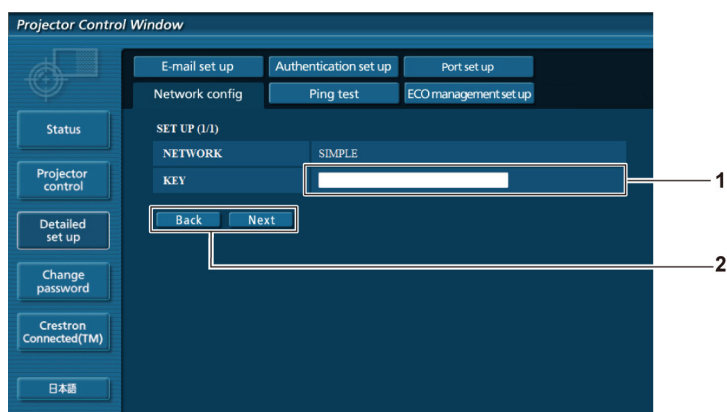 Projector Control Window
E-mail set up
Authentication set up
Port set up
Network config
Ping test
ECO management set up
Status
Projector
control
Detailed
set up
Change
password
Crestron
Connected(TM)
日本語
SET UP (1/1)
NETWORK
SIMPLE
KEY
Back
Next
1
2